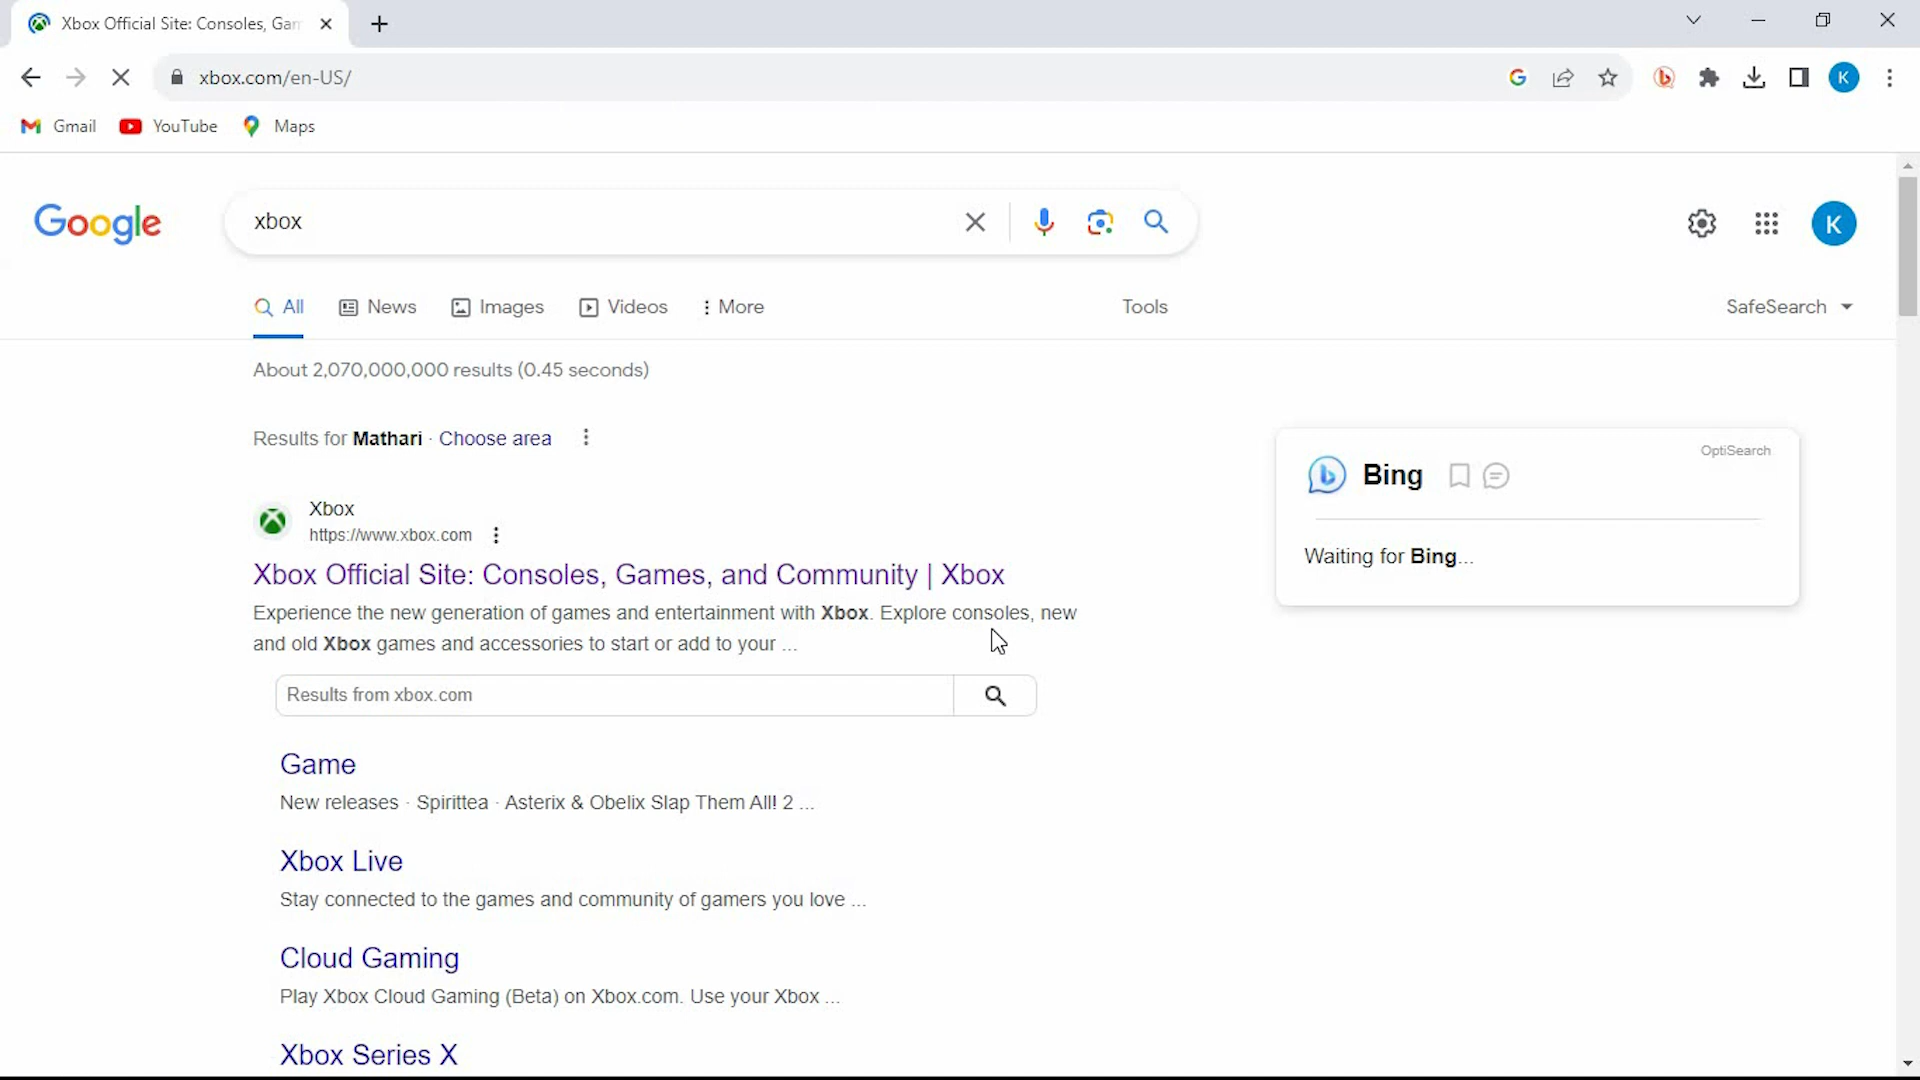 Xbox Official Site: Consoles, Gam
xbox.com/en-US/
K
Gmail
YouTube
Maps
Google
xbox
K
All
News
Images
Videos
More
Tools
SafeSearch
About 2,070,000,000 results (0.45 seconds)
Results for Mathari · Choose area
OptiSearch
Bing
Waiting for Bing...
Xbox
https://www.xbox.com
Xbox Official Site: Consoles, Games, and Community | Xbox
Experience the new generation of games and entertainment with Xbox. Explore consoles, new
and old Xbox games and accessories to start or add to your ...
Results from xbox.com
Game
New releases · Spirittea · Asterix & Obelix Slap Them All! 2 ...
Xbox Live
Stay connected to the games and community of gamers you love ...
Cloud Gaming
Play Xbox Cloud Gaming (Beta) on Xbox.com. Use your Xbox ...
Xbox Series X